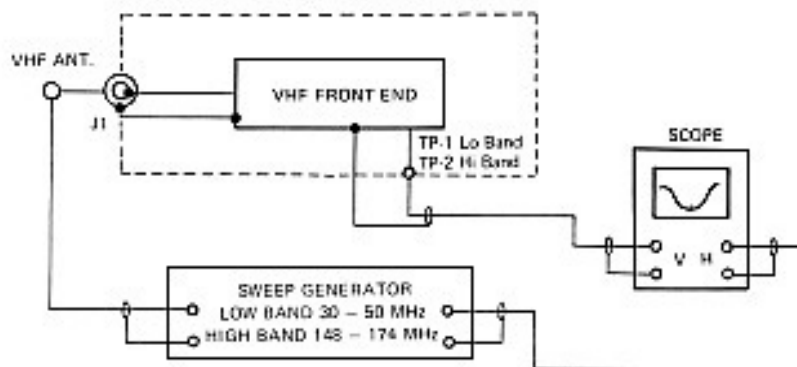 VHF ANT.
J1
VHF FRONT END
TP-1 Lo Band
TP-2 Hi Band
SCOPE
V H
SWEEP GENERATOR
LOW BAND 30 – 50 MHz
HIGH BAND 148 – 174 MHz